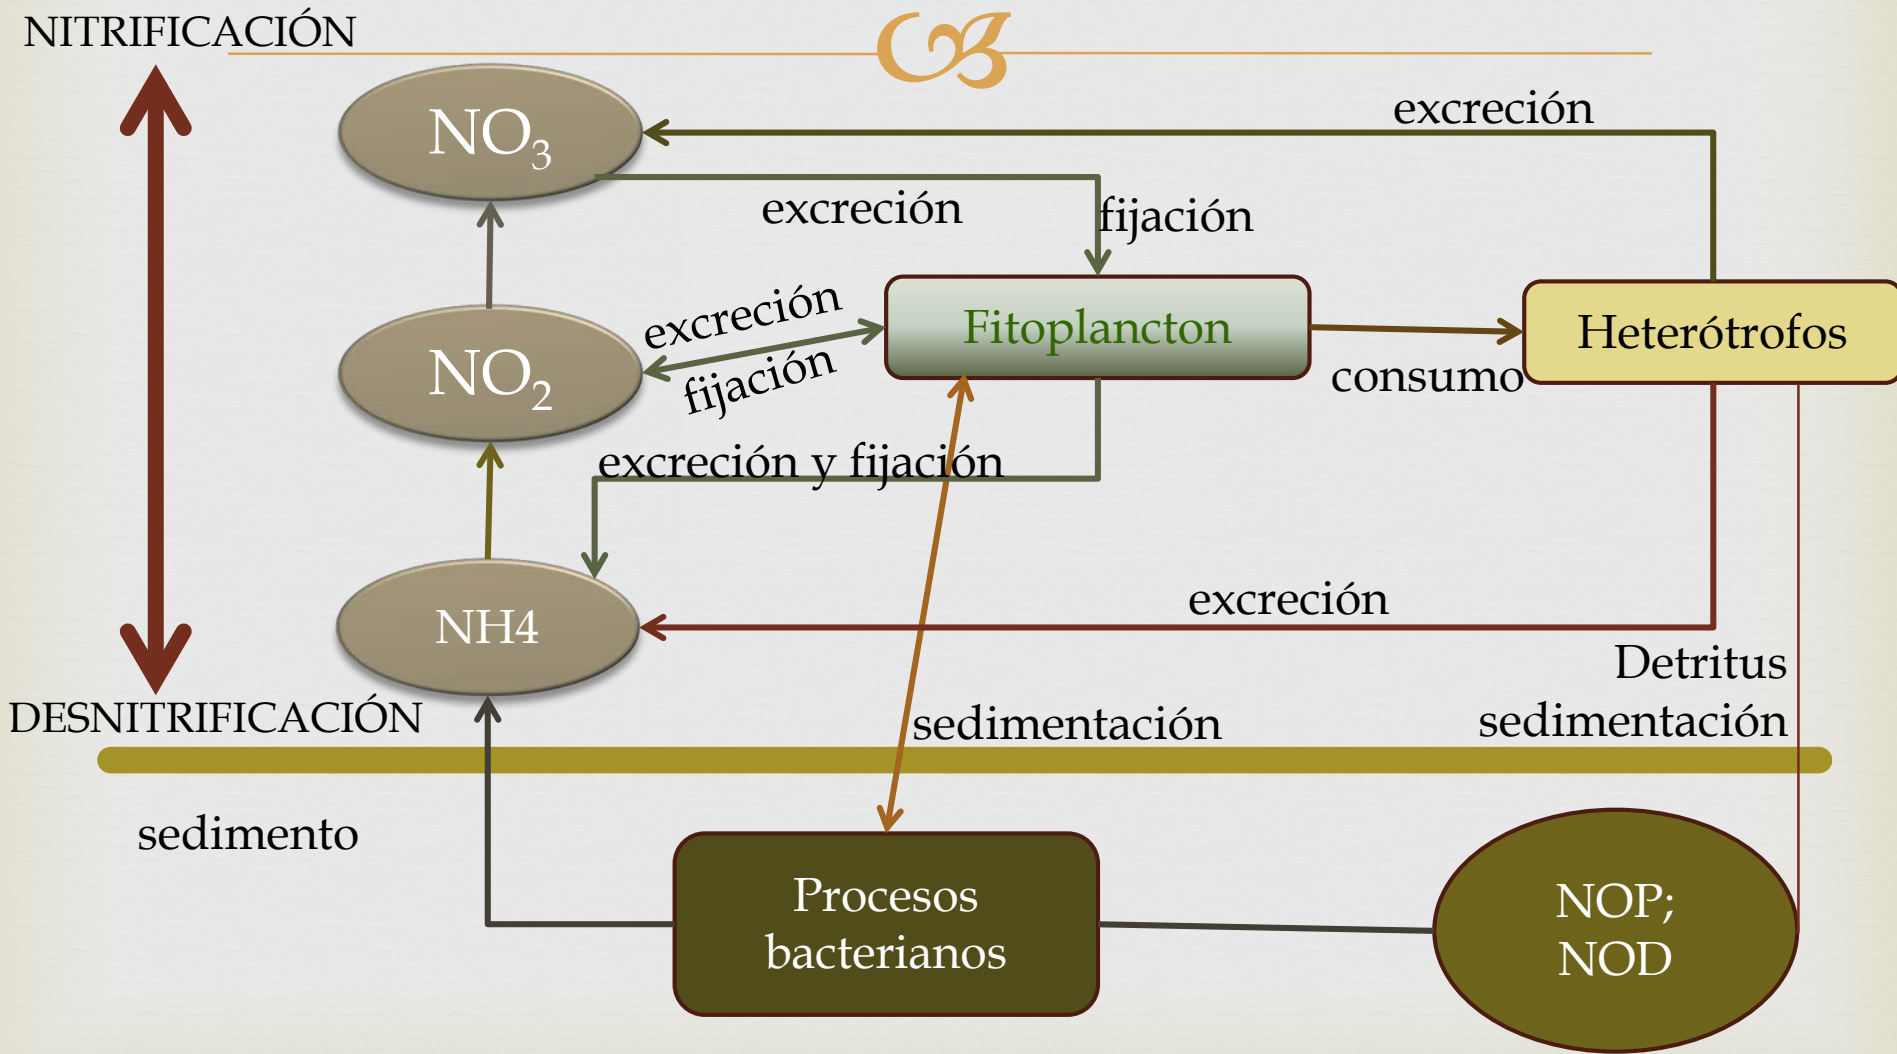 NITRIFICACIÓN
NO3
excreción
excreción
fijación
excreción
fijación
NO2
Fitoplancton
Heterótrofos
consumo
excreción y fijación
NH4
excreción
Detritus
sedimentación
DESNITRIFICACIÓN
sedimentación
sedimento
Procesos
bacterianos
NOP;
NOD